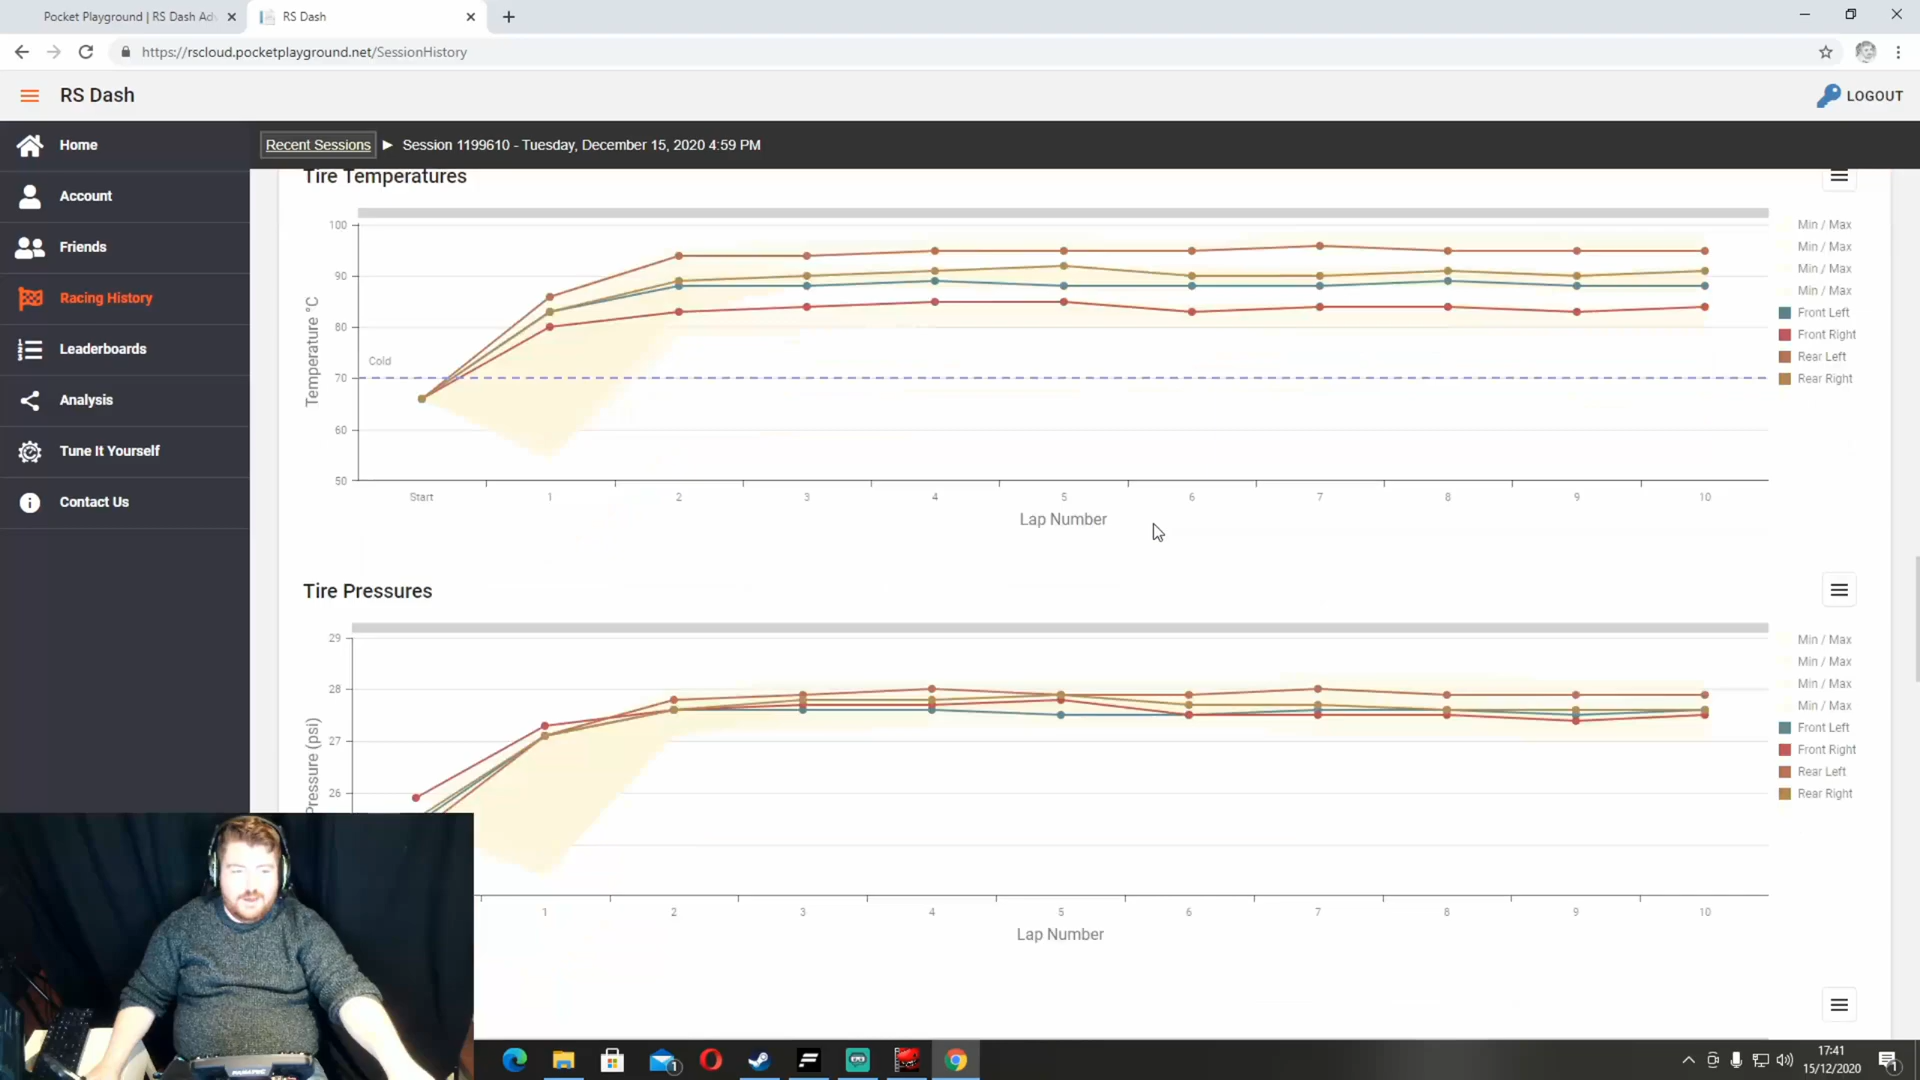 Pocket Playground | RS Dash Adv
RS Dash
https://rscloud.pocketplayground.net/SessionHistory
RS Dash
LOGOUT
Home
Account
Friends
Racing History
Leaderboards
Analysis
Tune It Yourself
Contact Us
Recent Sessions ▶ Session 1199610 - Tuesday, December 15, 2020 4:59 PM
Tire Temperatures
100
90
80
70
60
50
Temperature °C
Cold
Start 1 2 3 4 5 6 7 8 9 10
Lap Number
Min / Max
Min / Max
Min / Max
Min / Max
Front Left
Front Right
Rear Left
Rear Right
Tire Pressures
29
28
27
26
Pressure (psi)
1 2 3 4 5 6 7 8 9 10
Lap Number
Min / Max
Min / Max
Min / Max
Min / Max
Front Left
Front Right
Rear Left
Rear Right
FANATEC
1
17:41
15/12/2020
1